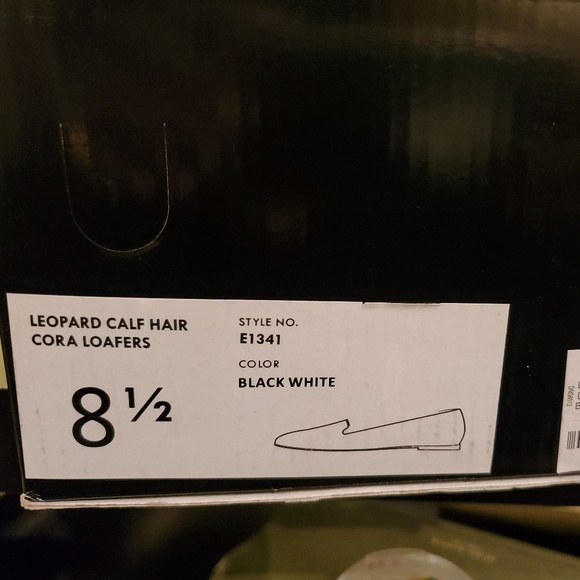 LEOPARD CALF HAIR
CORA LOAFERS
8 ½
STYLE NO.
E1341
COLOR
BLACK WHITE